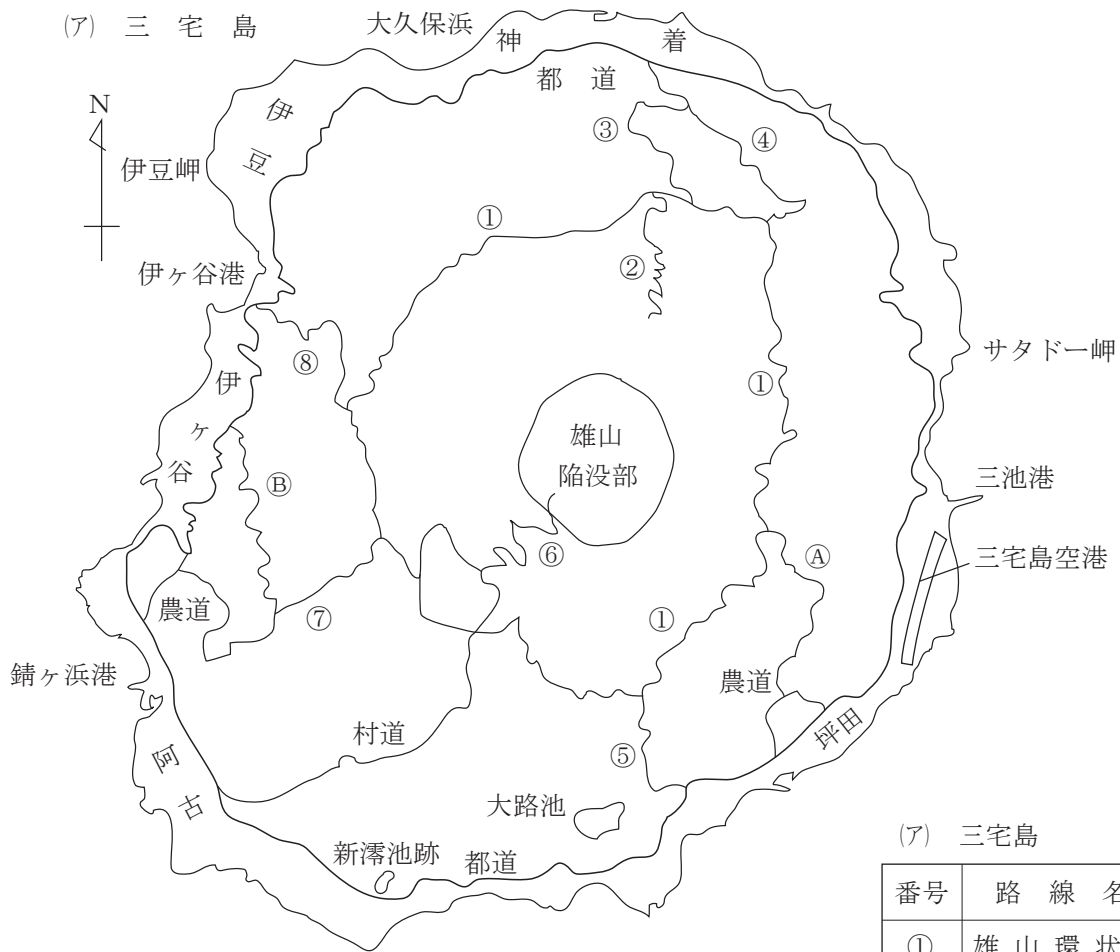 (ア) 三宅島
大久保浜
神着
都道
N
伊豆
③
④
伊豆岬
①
伊ヶ谷港
②
⑧
サタドー岬
伊ヶ谷
①
雄山
陥没部
Ⓑ
三池港
⑥
Ⓐ
三宅島空港
農道
⑦
①
錆ヶ浜港
農道
村道
坪田
阿古
⑤
大路池
新澪池跡
都道
(ア) 三宅島
番号 路線名
① 雄山環状